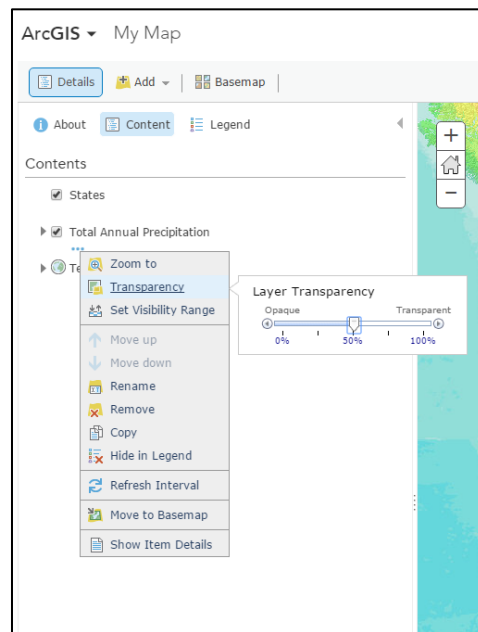 ArcGIS My Map
Details Add Basemap
About Content Legend
Contents
States
Total Annual Precipitation
Zoom to
Transparency
Set Visibility Range
Move up
Move down
Rename
Remove
Copy
Hide in Legend
Refresh Interval
Move to Basemap
Show Item Details
Layer Transparency
Opaque Transparent
0% 50% 100%
+
−